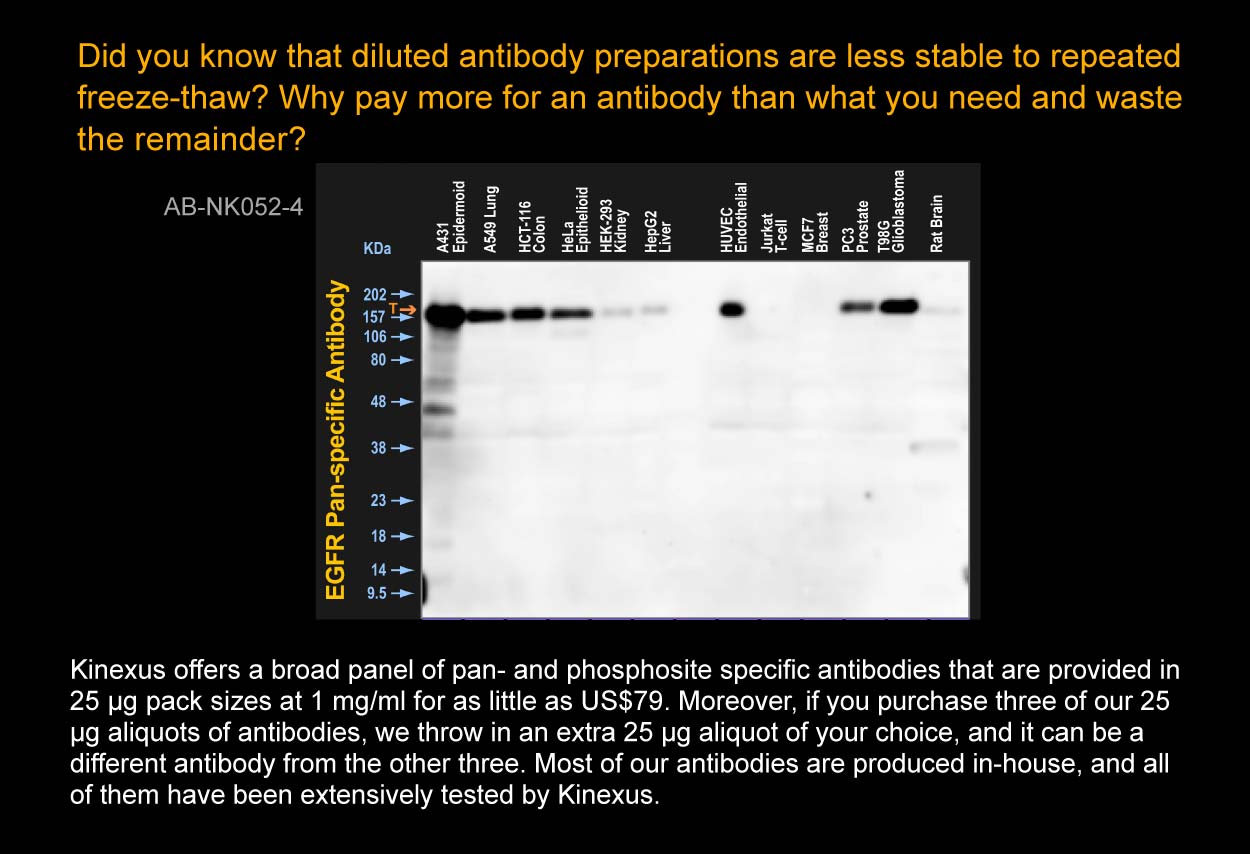 Did you know that diluted antibody preparations are less stable to repeated
freeze-thaw? Why pay more for an antibody than what you need and waste
the remainder?
AB-NK052-4
KDa
A431
Epidermoid
A549 Lung
HCT-116
Colon
HeLa
Epithelioid
HEK-293
Kidney
HepG2
Liver
HUVEC
Endothelial
Jurkat
T-cell
MCF7
Breast
PC3
Prostate
T98G
Glioblastoma
Rat Brain
EGFR Pan-specific Antibody
202
T
157
106
80
48
38
23
18
14
9.5
Kinexus offers a broad panel of pan- and phosphosite specific antibodies that are provided in
25 µg pack sizes at 1 mg/ml for as little as US$79. Moreover, if you purchase three of our 25
µg aliquots of antibodies, we throw in an extra 25 µg aliquot of your choice, and it can be a
different antibody from the other three. Most of our antibodies are produced in-house, and all
of them have been extensively tested by Kinexus.